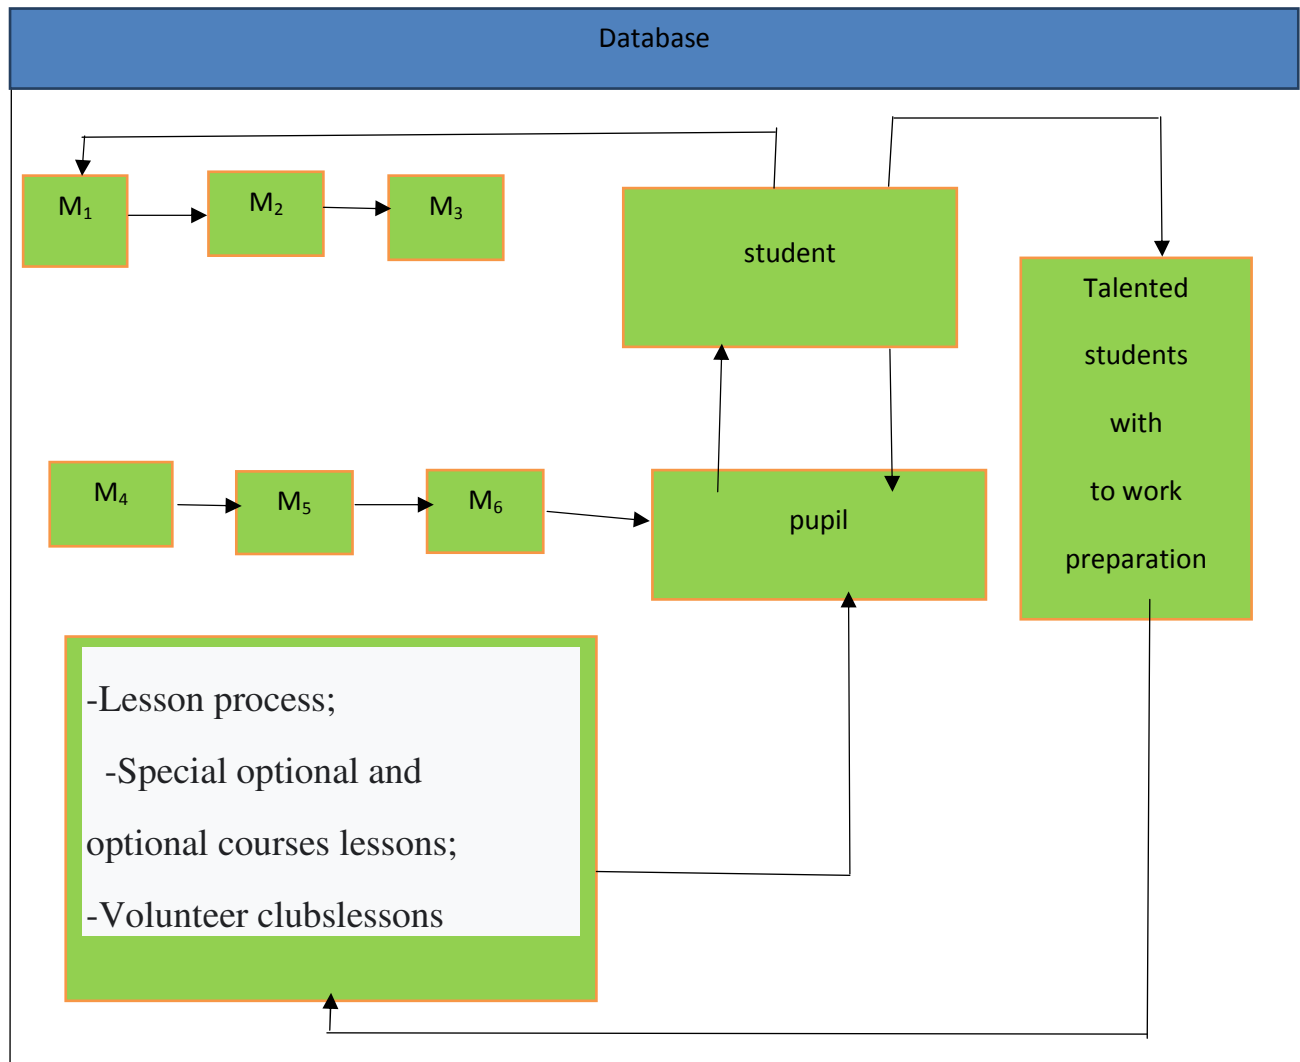 Database
M₁
M₂
M₃
student
Talented
students
with
to work
preparation
M₄
M₅
M₆
pupil
-Lesson process;
-Special optional and
optional courses lessons;
-Volunteer clubslessons